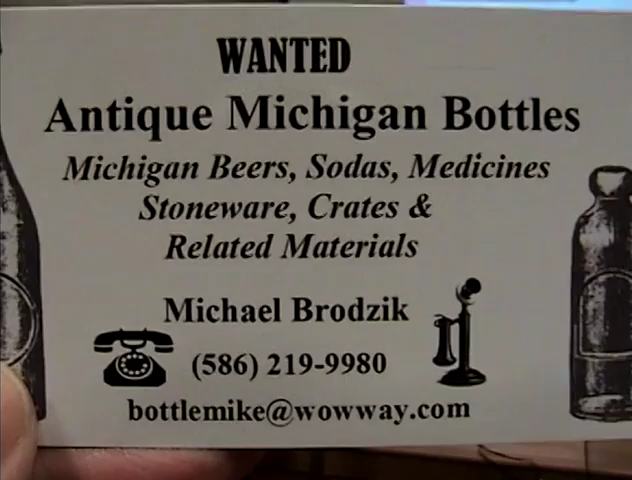 WANTED
Antique Michigan Bottles
Michigan Beers, Sodas, Medicines
Stoneware, Crates &
Related Materials
Michael Brodzik
(586) 219-9980
bottlemike@wowway.com